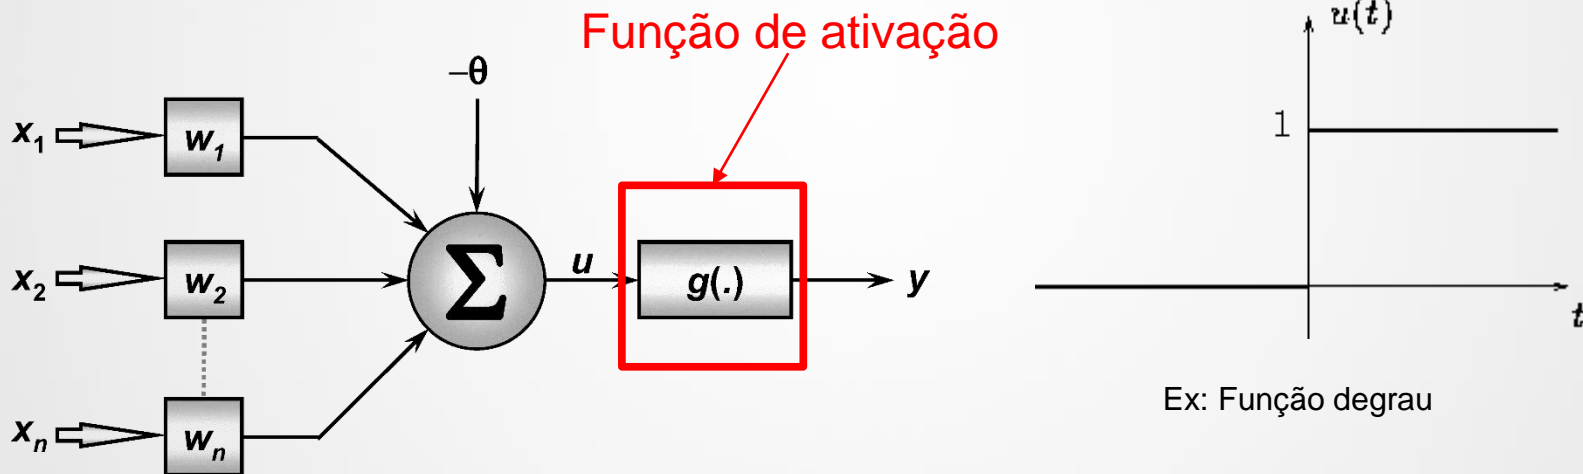 Função de ativação
u(t)
−θ
1
x1
w1
x2
w2
Σ
u
g(.)
y
t
Ex: Função degrau
xn
wn